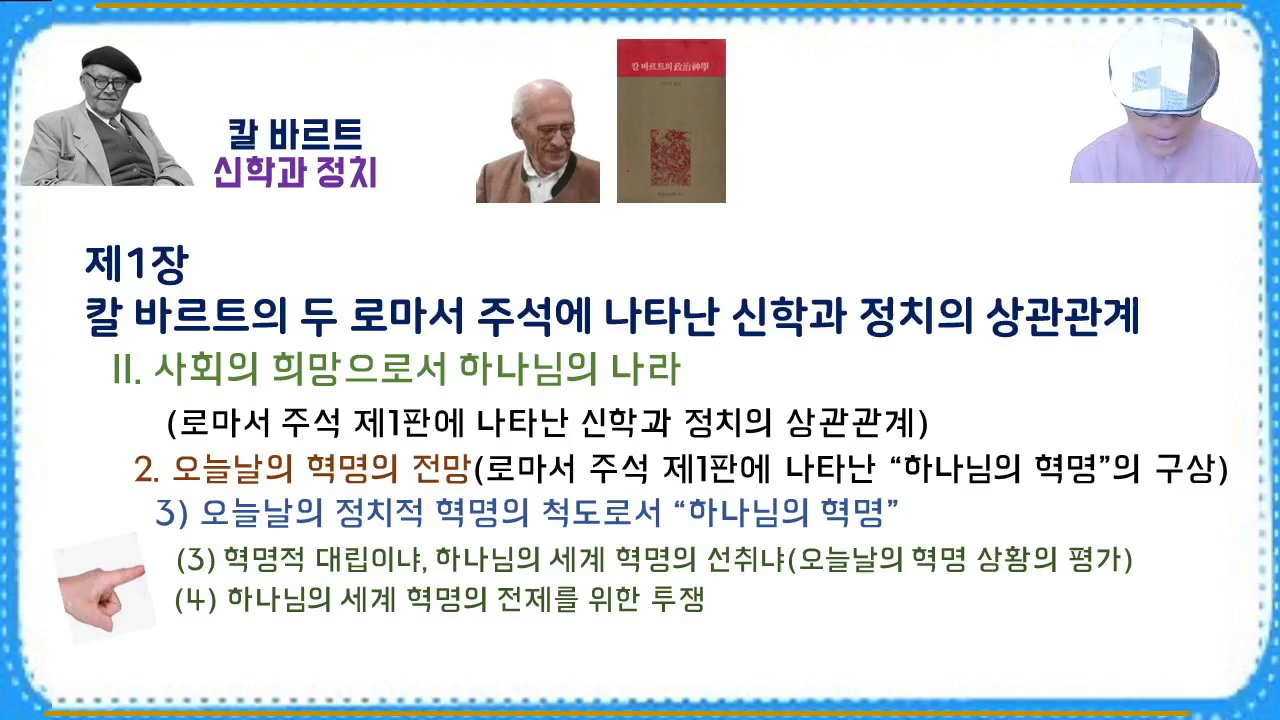 칼 바르트
신학과 정치
칼 바르트의 政治神學
제1장
칼 바르트의 두 로마서 주석에 나타난 신학과 정치의 상관관계
II. 사회의 희망으로서 하나님의 나라
(로마서 주석 제1판에 나타난 신학과 정치의 상관관계)
2. 오늘날의 혁명의 전망(로마서 주석 제1판에 나타난 “하나님의 혁명”의 구상)
3) 오늘날의 정치적 혁명의 척도로서 “하나님의 혁명”
(3) 혁명적 대립이냐, 하나님의 세계 혁명의 선취냐(오늘날의 혁명 상황의 평가)
(4) 하나님의 세계 혁명의 전제를 위한 투쟁